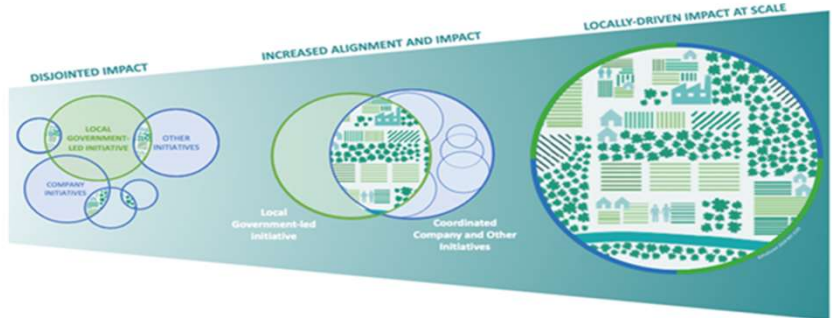 DISJOINTED IMPACT
LOCAL
GOVERNMENT-
LED INITIATIVE
OTHER
INITIATIVES
COMPANY
INITIATIVES
INCREASED ALIGNMENT AND IMPACT
Local
Government-led
initiative
Coordinated
Company and Other
Initiatives
LOCALLY-DRIVEN IMPACT AT SCALE